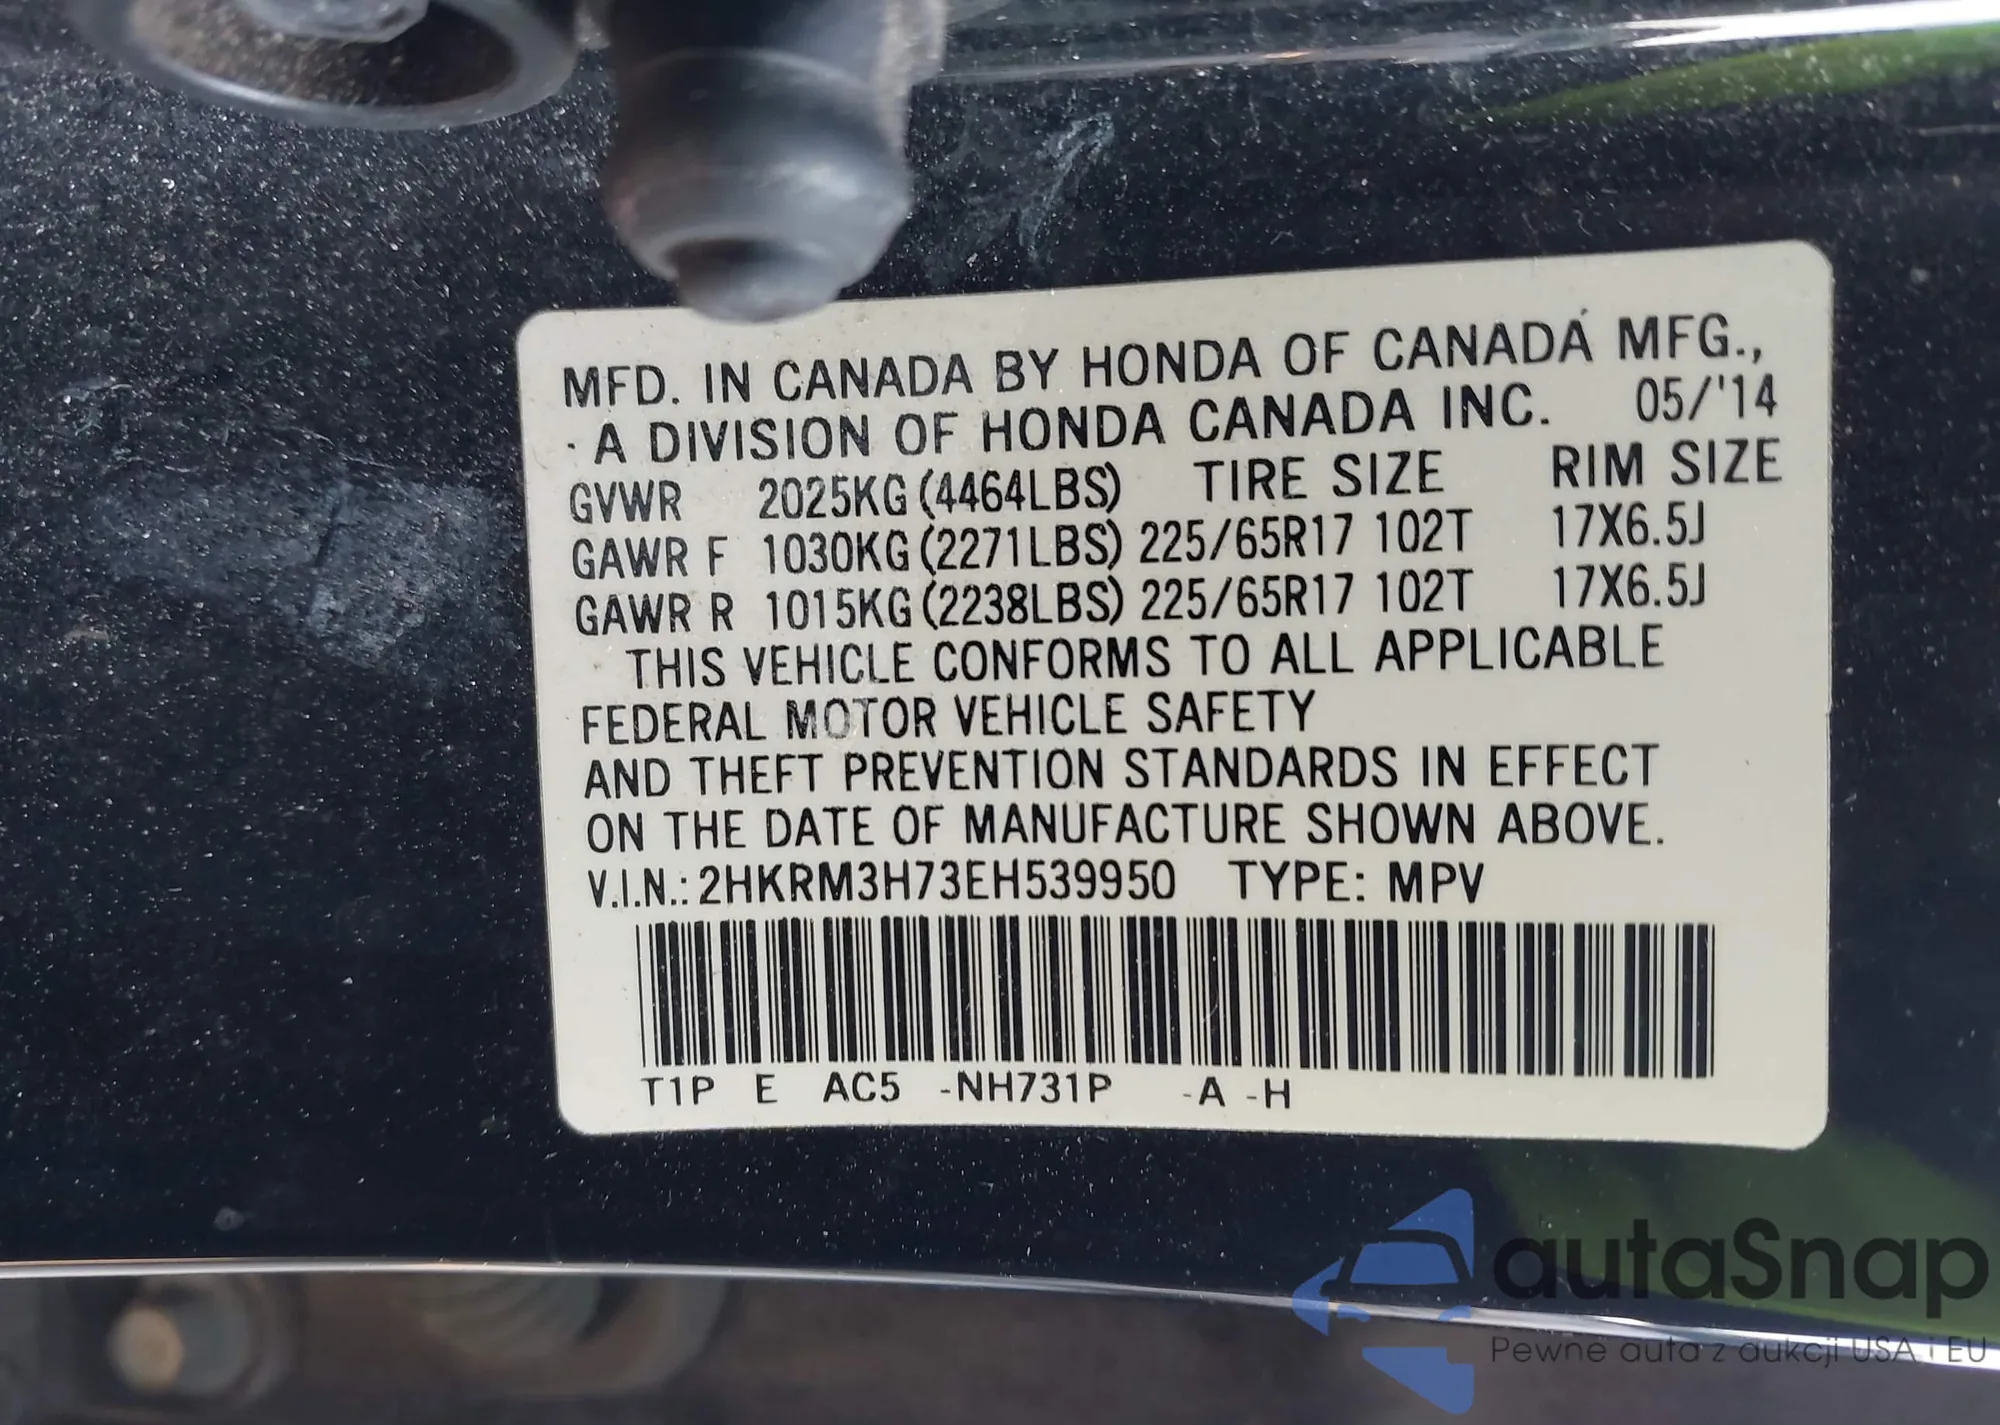 MFD. IN CANADA BY HONDA OF CANADA MFG.,
A DIVISION OF HONDA CANADA INC. 05/'14
GVWR 2025KG (4464LBS) TIRE SIZE RIM SIZE
GAWR F 1030KG (2271LBS) 225/65R17 102T 17X6.5J
GAWR R 1015KG (2238LBS) 225/65R17 102T 17X6.5J
THIS VEHICLE CONFORMS TO ALL APPLICABLE
FEDERAL MOTOR VEHICLE SAFETY
AND THEFT PREVENTION STANDARDS IN EFFECT
ON THE DATE OF MANUFACTURE SHOWN ABOVE.
V.I.N.: 2HKRM3H73EH539950 TYPE: MPV
T1P E AC5 -NH731P -A -H
autaSnap
Pewne auta z aukcji USA i EU